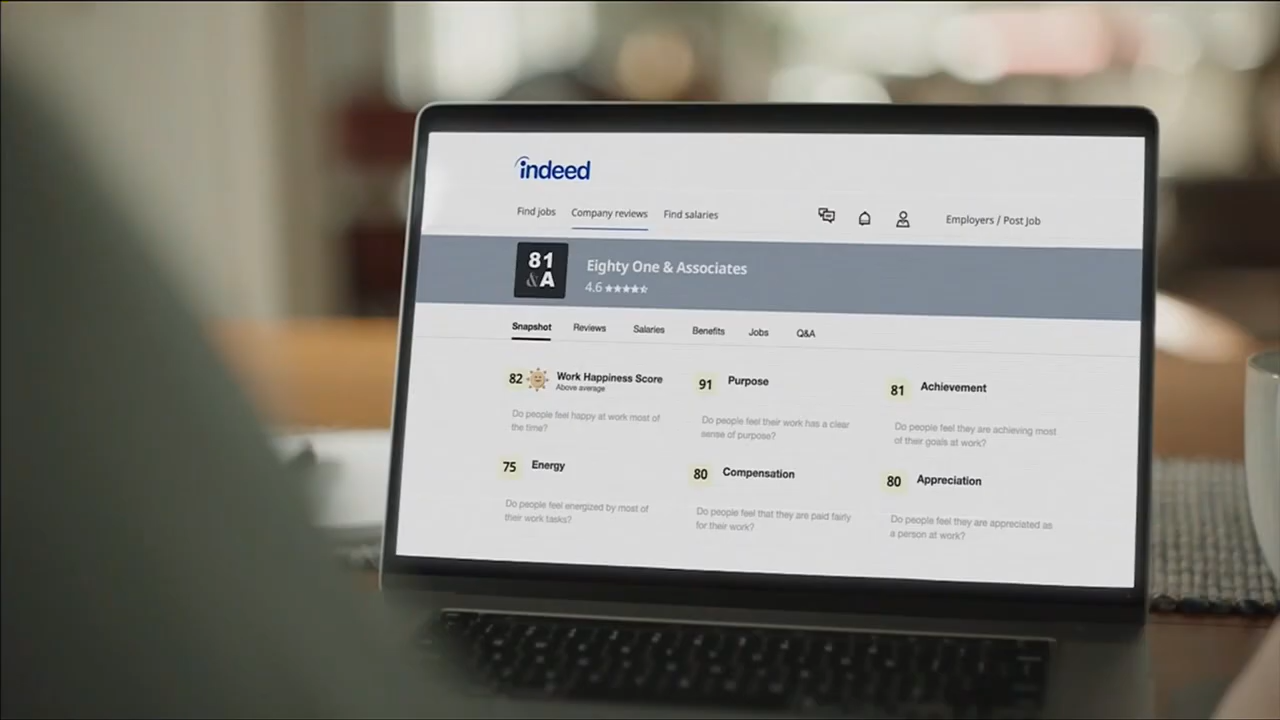 indeed
Find jobs Company reviews Find salaries Employers / Post Job
81
&A
Eighty One & Associates
4.6
Snapshot Reviews Salaries Benefits Jobs Q&A
82 Work Happiness Score
Above average
Do people feel happy at work most of
the time?
91 Purpose
Do people feel their work has a clear
sense of purpose?
81 Achievement
Do people feel they are achieving most
of their goals at work?
75 Energy
Do people feel energized by most of
their work tasks?
80 Compensation
Do people feel that they are paid fairly
for their work?
80 Appreciation
Do people feel they are appreciated as
a person at work?